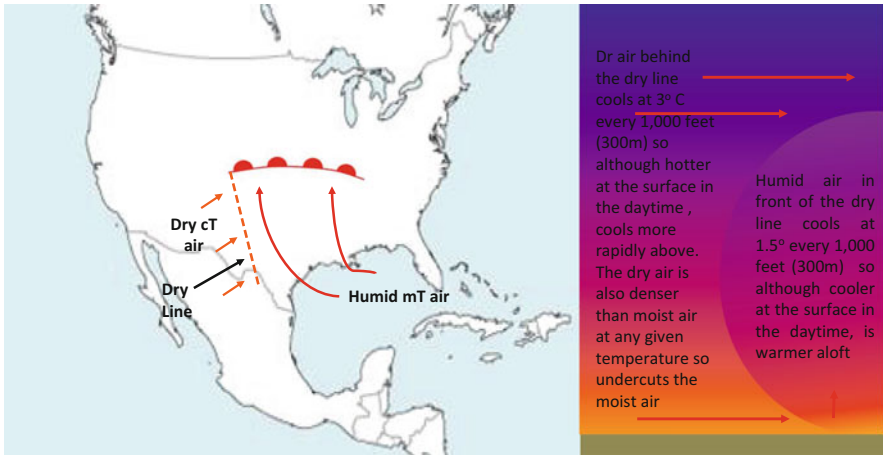 Dry cT
air
Dry
Line
Humid mT air
Dr air behind
the dry line
cools at 3º C
every 1,000 feet
(300m) so
although hotter
at the surface in
the daytime ,
cools more
rapidly above.
The dry air is
also denser
than moist air
at any given
temperature so
undercuts the
moist air
Humid air in
front of the dry
line cools at
1.5º every 1,000
feet (300m) so
although cooler
at the surface in
the daytime, is
warmer aloft